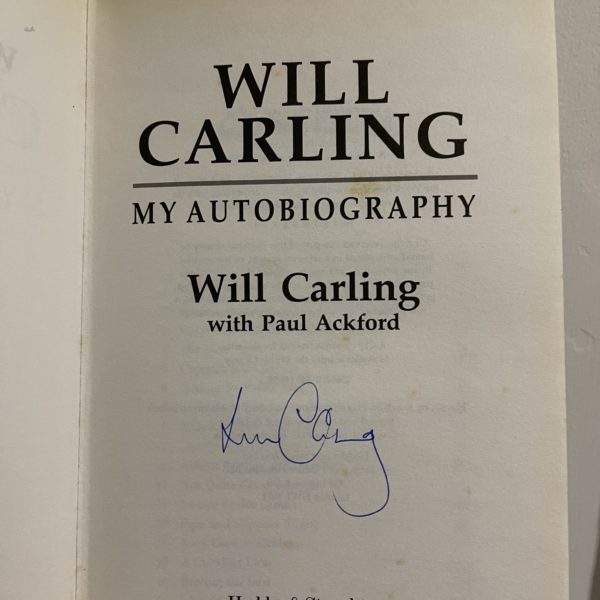 WILL
CARLING
MY AUTOBIOGRAPHY
Will Carling
with Paul Ackford